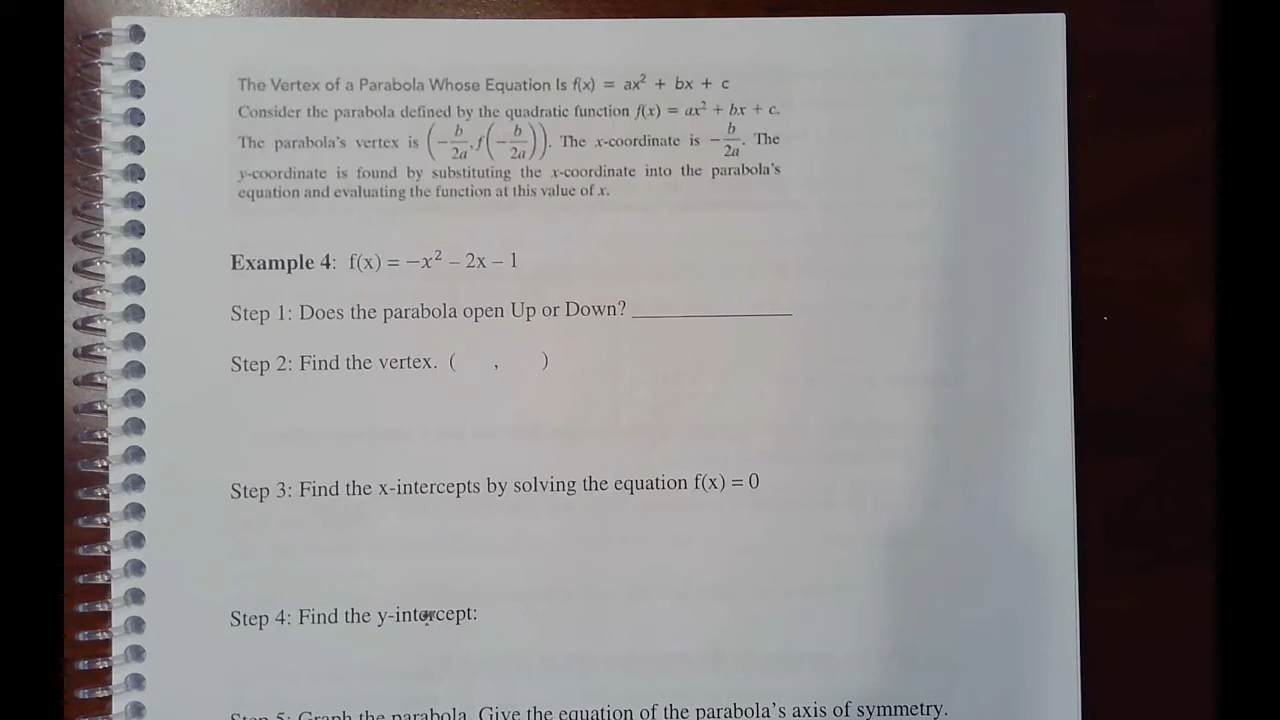 The Vertex of a Parabola Whose Equation Is f(x) = ax² + bx + c
Consider the parabola defined by the quadratic function f(x) = ax² + bx + c.
The parabola's vertex is (−b/2a, f(−b/2a)). The x-coordinate is −b/2a. The
y-coordinate is found by substituting the x-coordinate into the parabola's
equation and evaluating the function at this value of x.
Example 4: f(x) = −x² – 2x – 1
Step 1: Does the parabola open Up or Down? ________________
Step 2: Find the vertex. (    ,    )
Step 3: Find the x-intercepts by solving the equation f(x) = 0
Step 4: Find the y-intercept:
Step 5: Graph the parabola. Give the equation of the parabola's axis of symmetry.